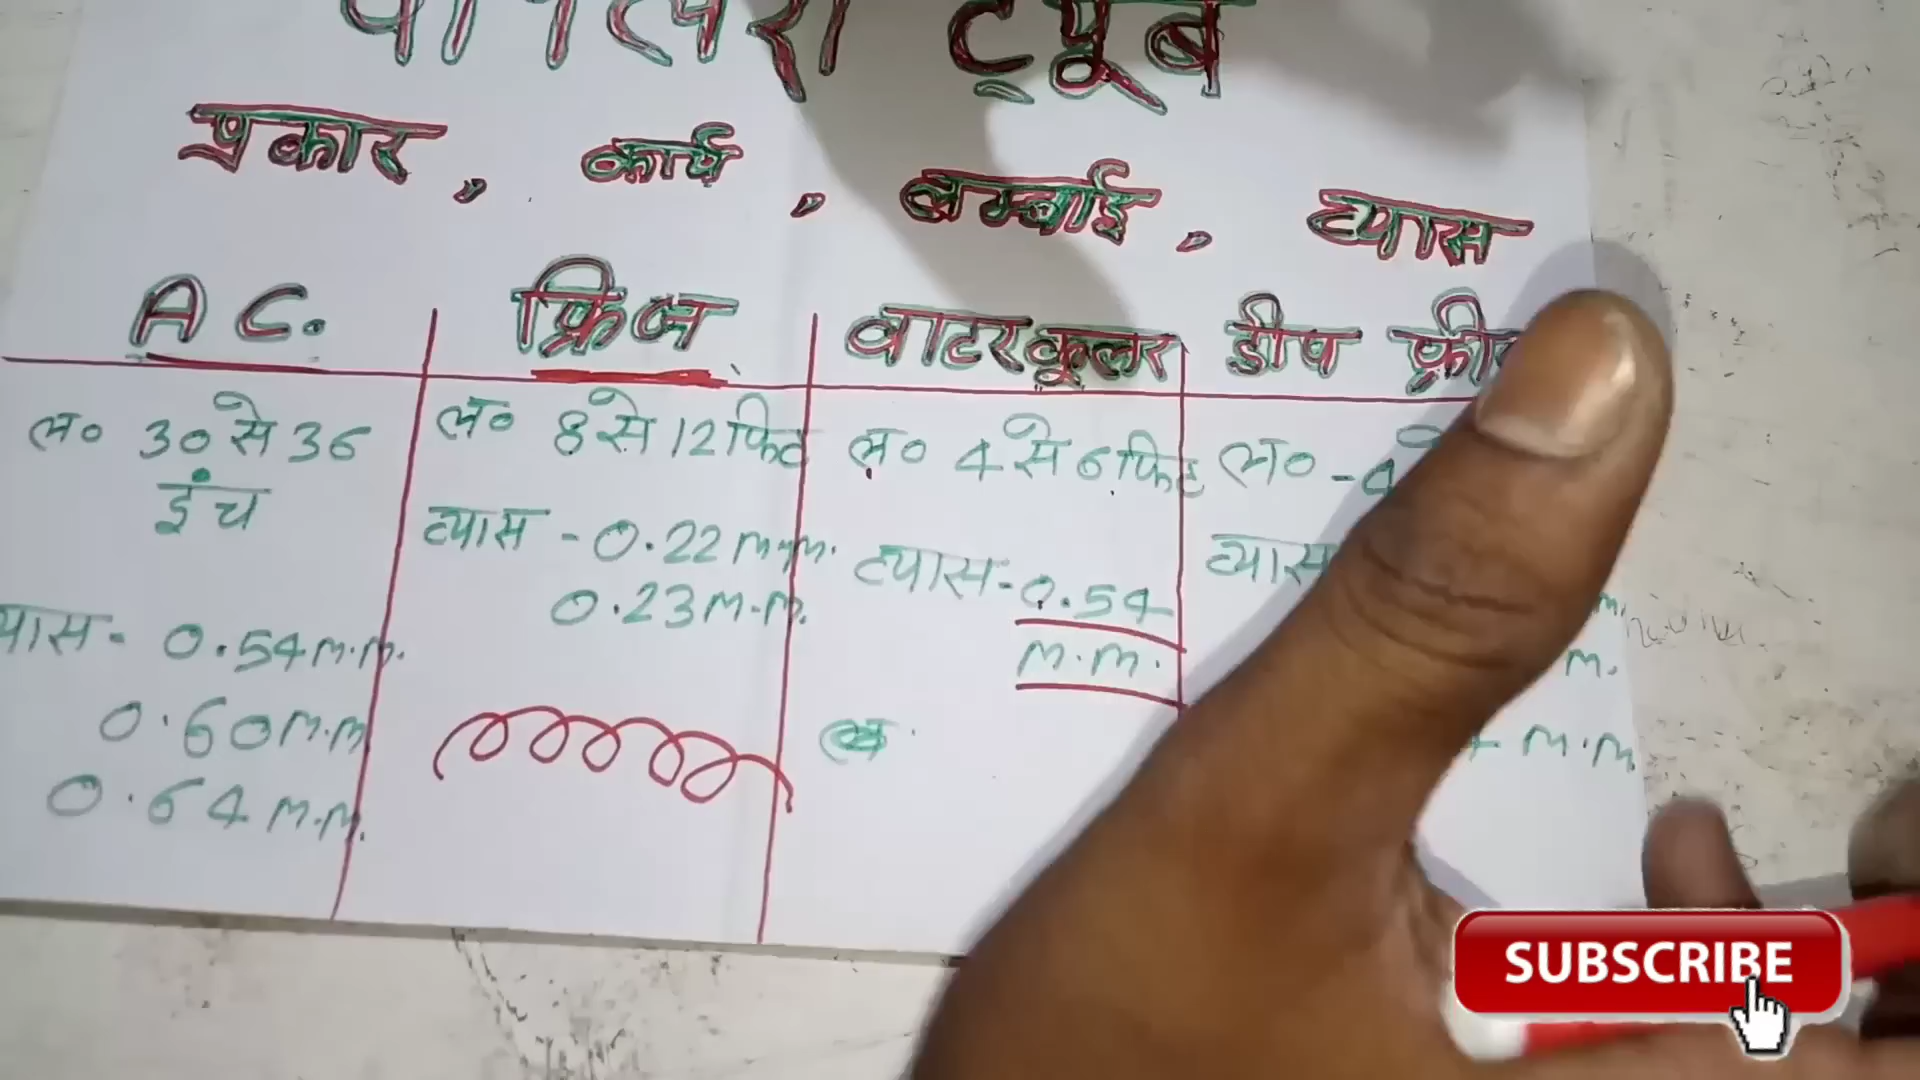 ट्यूब
प्रकार, कार्य, लम्बाई, व्यास
A C. फ्रिज वाटरकूलर डीप
ल० 30 से 36
इंच
व्यास - 0.54 m.m.
0.60 m.m
0.64 m.m.
ल० 8 से 12 फिट
व्यास - 0.22 m.m.
0.23 m.m.
ल० 4 से 6 फिट
व्यास - 0.54
m.m.
ल० - 4
व्यास
m.
m.m
SUBSCRIBE